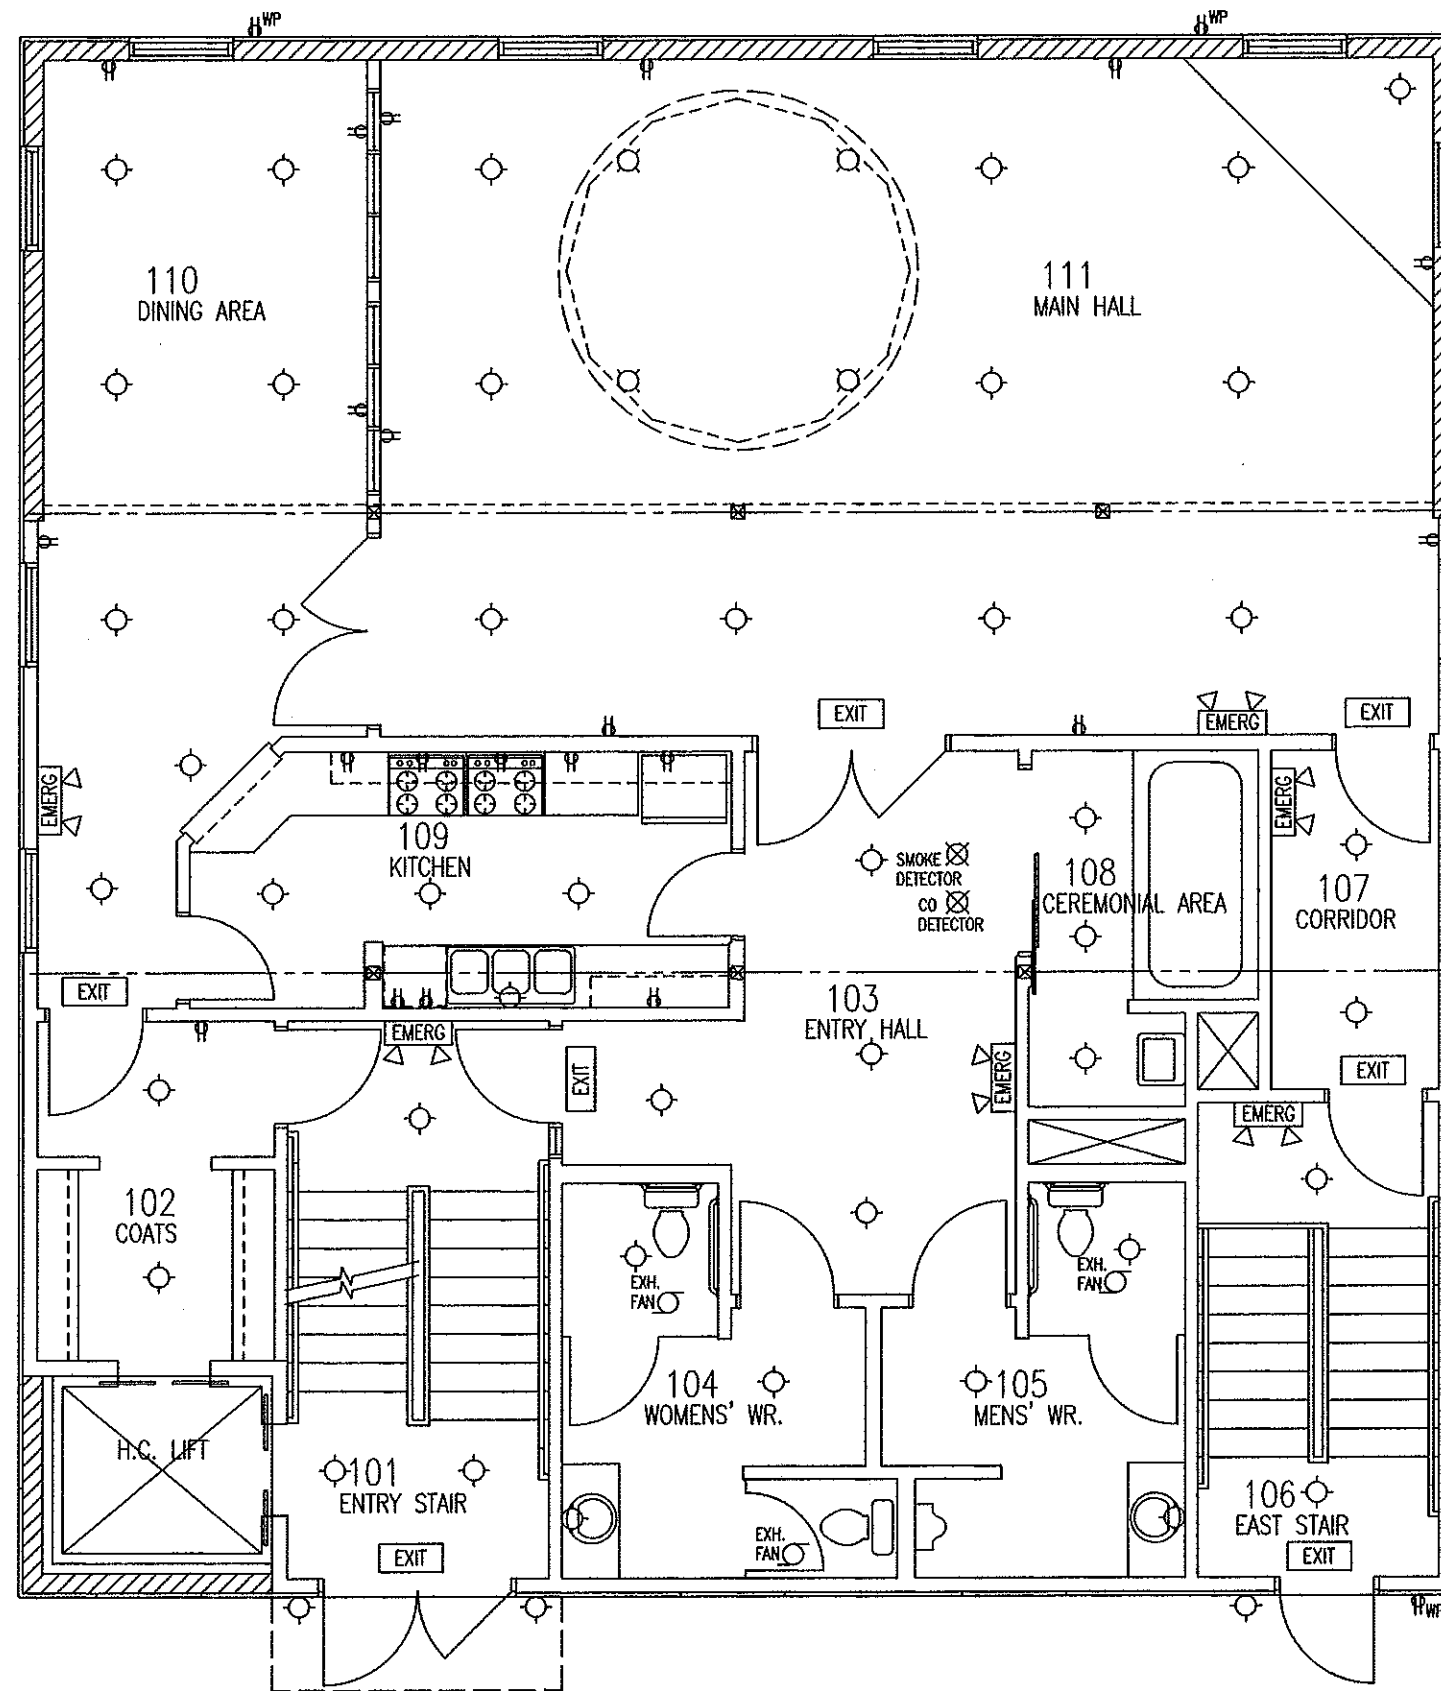 WP
WP
110
DINING AREA
111
MAIN HALL
EXIT
EMERG
EXIT
EMERG
EMERG
109
KITCHEN
SMOKE
DETECTOR
CO
DETECTOR
108
CEREMONIAL AREA
107
CORRIDOR
EXIT
103
ENTRY HALL
EMERG
EXIT
EMERG
EXIT
EMERG
102
COATS
EXH.
FAN
EXH.
FAN
104
WOMENS' WR.
105
MENS' WR.
H.C. LIFT
101
ENTRY STAIR
106
EAST STAIR
EXH.
FAN
EXIT
EXIT
WP